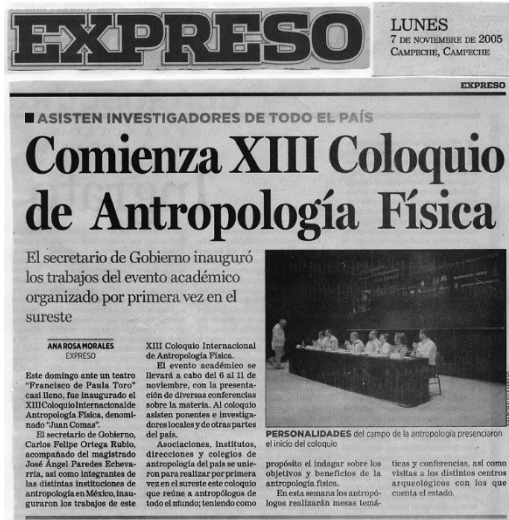 EXPRESO
LUNES
7 DE NOVIEMBRE DE 2005
CAMPECHE, CAMPECHE
EXPRESO
ASISTEN INVESTIGADORES DE TODO EL PAÍS
Comienza XIII Coloquio
de Antropología Física
El secretario de Gobierno inauguró
los trabajos del evento académico
organizado por primera vez en el
sureste
ANA ROSA MORALES
EXPRESO
Este domingo ante un teatro
"Francisco de Paula Toro"
casi lleno, fue inaugurado el
XIII Coloquio Internacional de
Antropología Física, denomi-
nado "Juan Comas".
El secretario de Gobierno,
Carlos Felipe Ortega Rubio,
acompañado del magistrado
José Ángel Paredes Echeva-
rría, así como integrantes de
las distintas instituciones de
antropología en México, inau-
guraron los trabajos de este
XIII Coloquio Internacional
de Antropología Física.
El evento académico se
llevará a cabo del 6 al 11 de
noviembre, con la presenta-
ción de diversas conferencias
sobre la materia. Al coloquio
asisten ponentes e investiga-
dores locales y de otras partes
del país.
Asociaciones, institutos,
direcciones y colegios de
antropología del país se unie-
ron para realizar por primera
vez en el sureste este coloquio
que reúne a antropólogos de
todo el mundo; teniendo como
PERSONALIDADES del campo de la antropología presenciaron
el inicio del coloquio
propósito el indagar sobre los
objetivos y beneficios de la
antropología física.
En esta semana los antropó-
logos realizarán mesas temá-
ticas y conferencias, así como
visitas a los distintos centros
arqueológicos con los que
cuenta el estado.